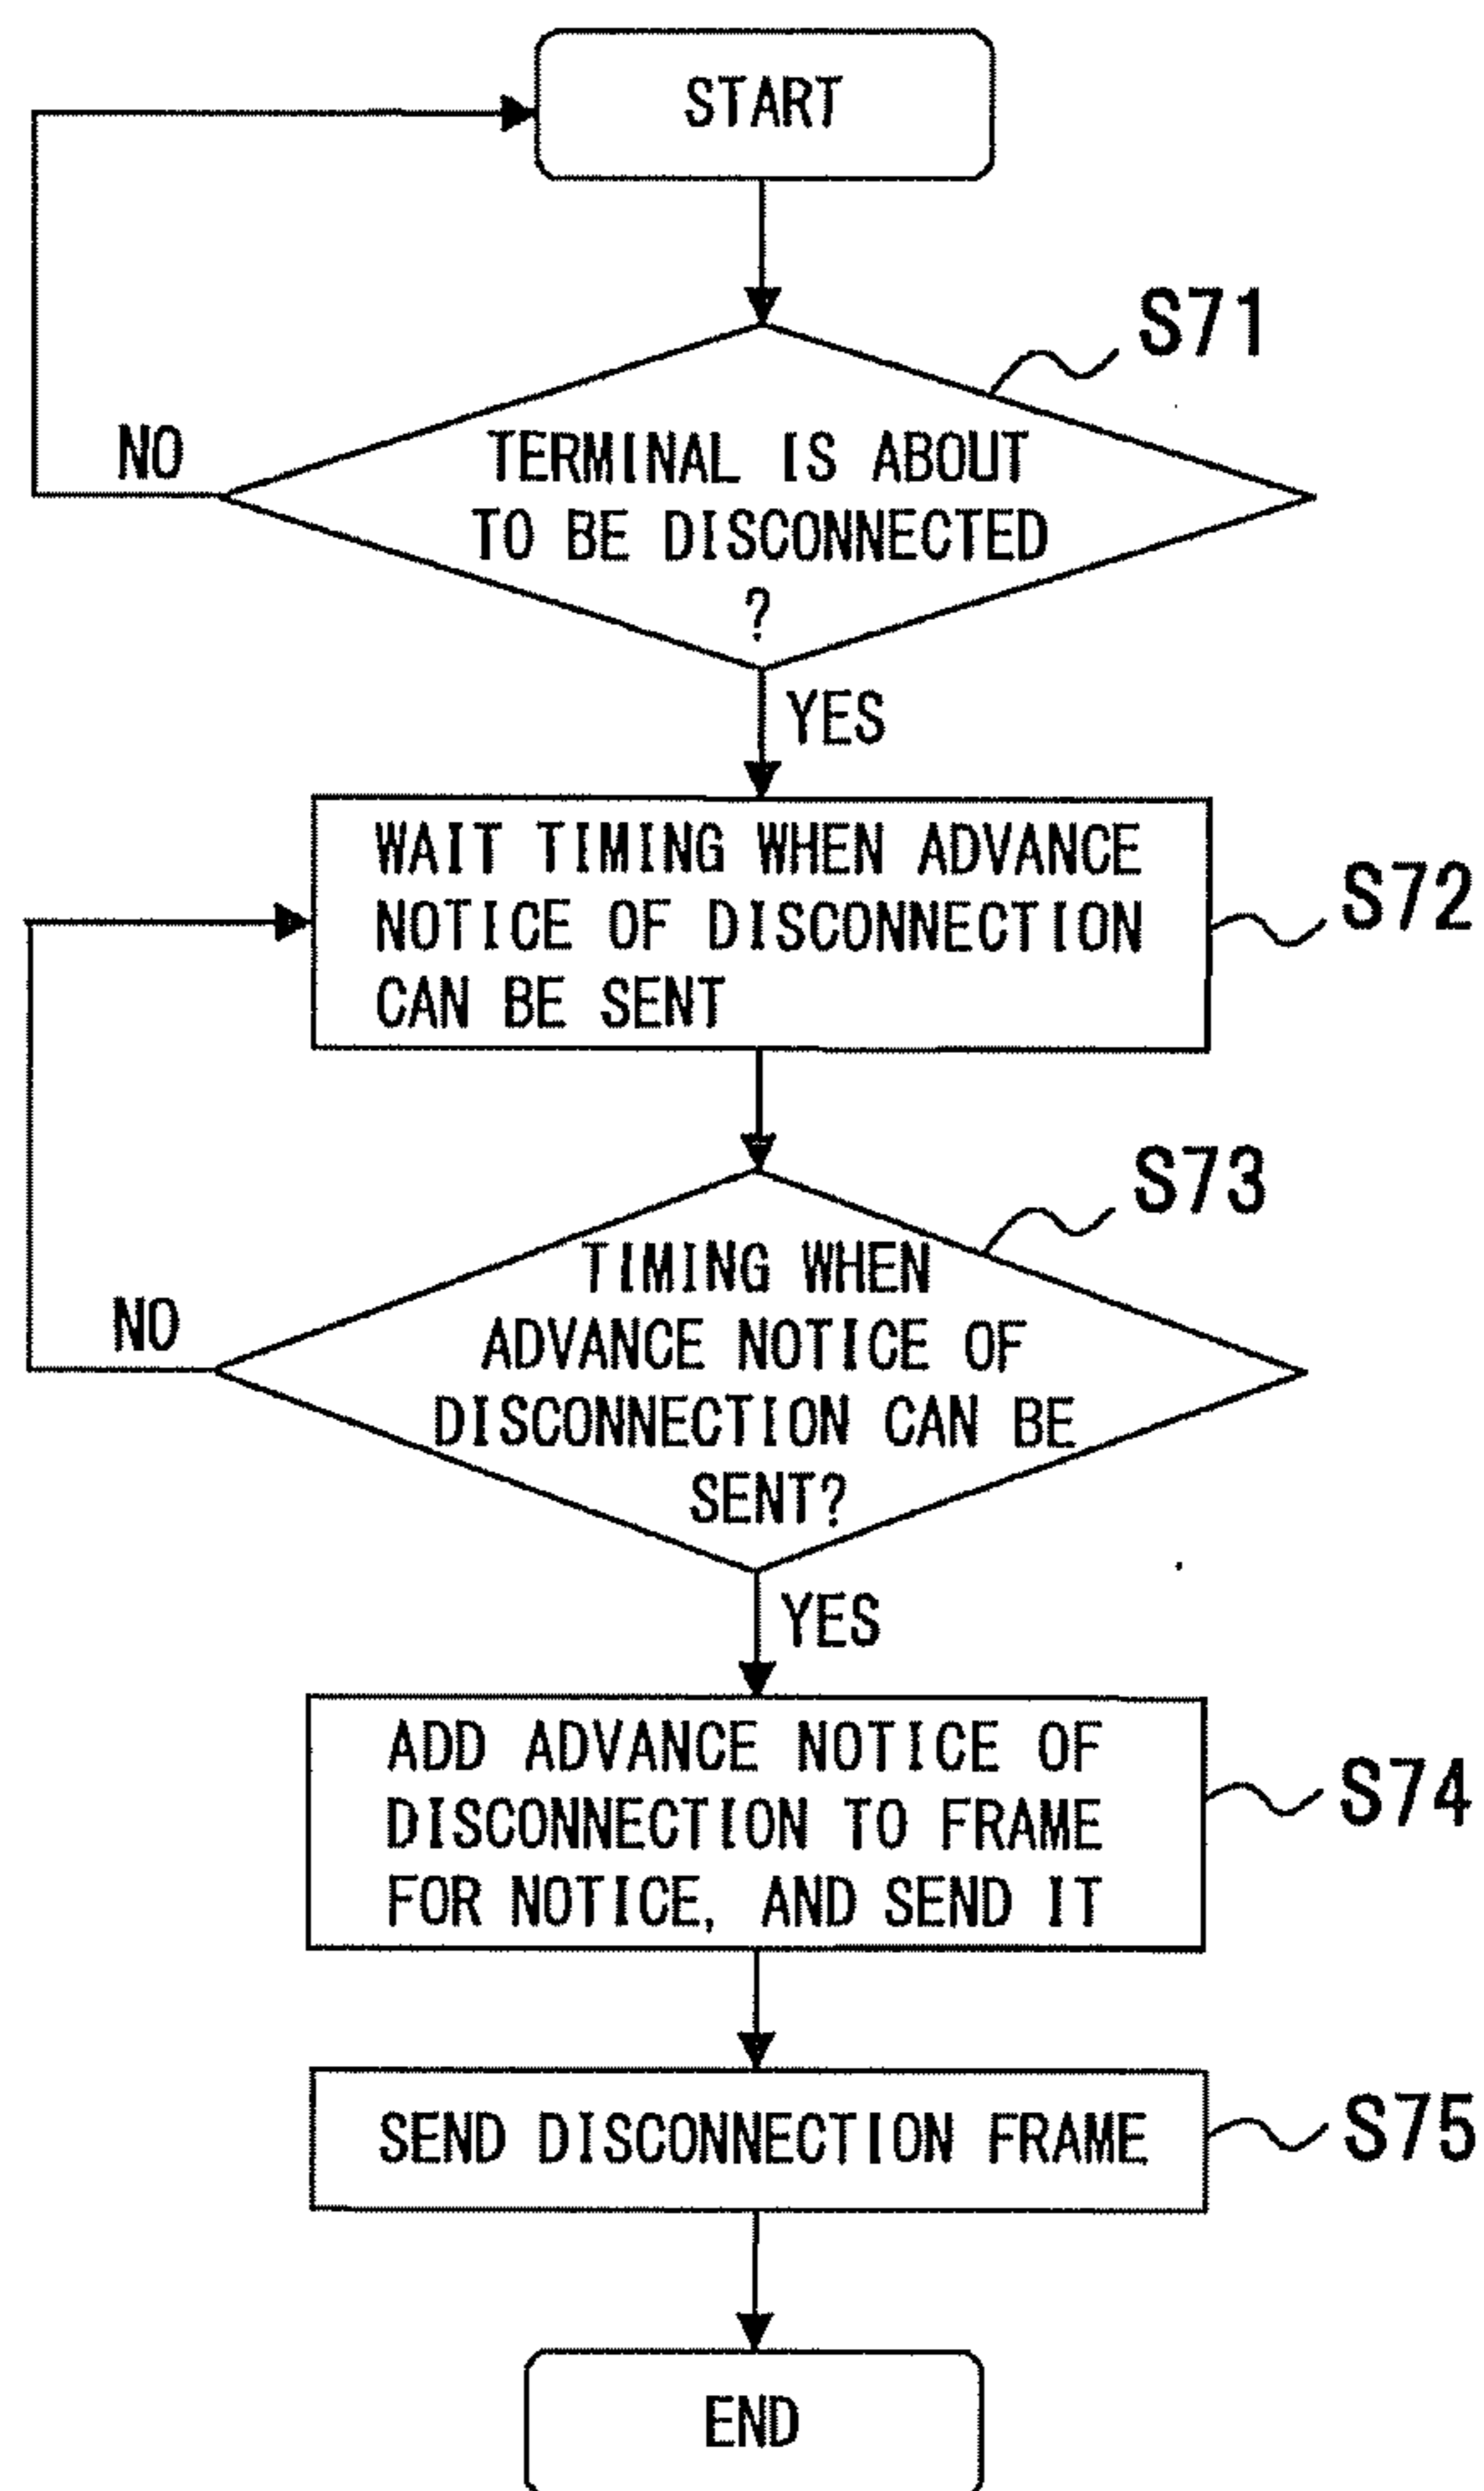 START
S71
TERMINAL IS ABOUT
TO BE DISCONNECTED
?
NO
YES
WAIT TIMING WHEN ADVANCE
NOTICE OF DISCONNECTION
CAN BE SENT
S72
S73
TIMING WHEN
ADVANCE NOTICE OF
DISCONNECTION CAN BE
SENT?
NO
YES
ADD ADVANCE NOTICE OF
DISCONNECTION TO FRAME
FOR NOTICE, AND SEND IT
S74
SEND DISCONNECTION FRAME
S75
END